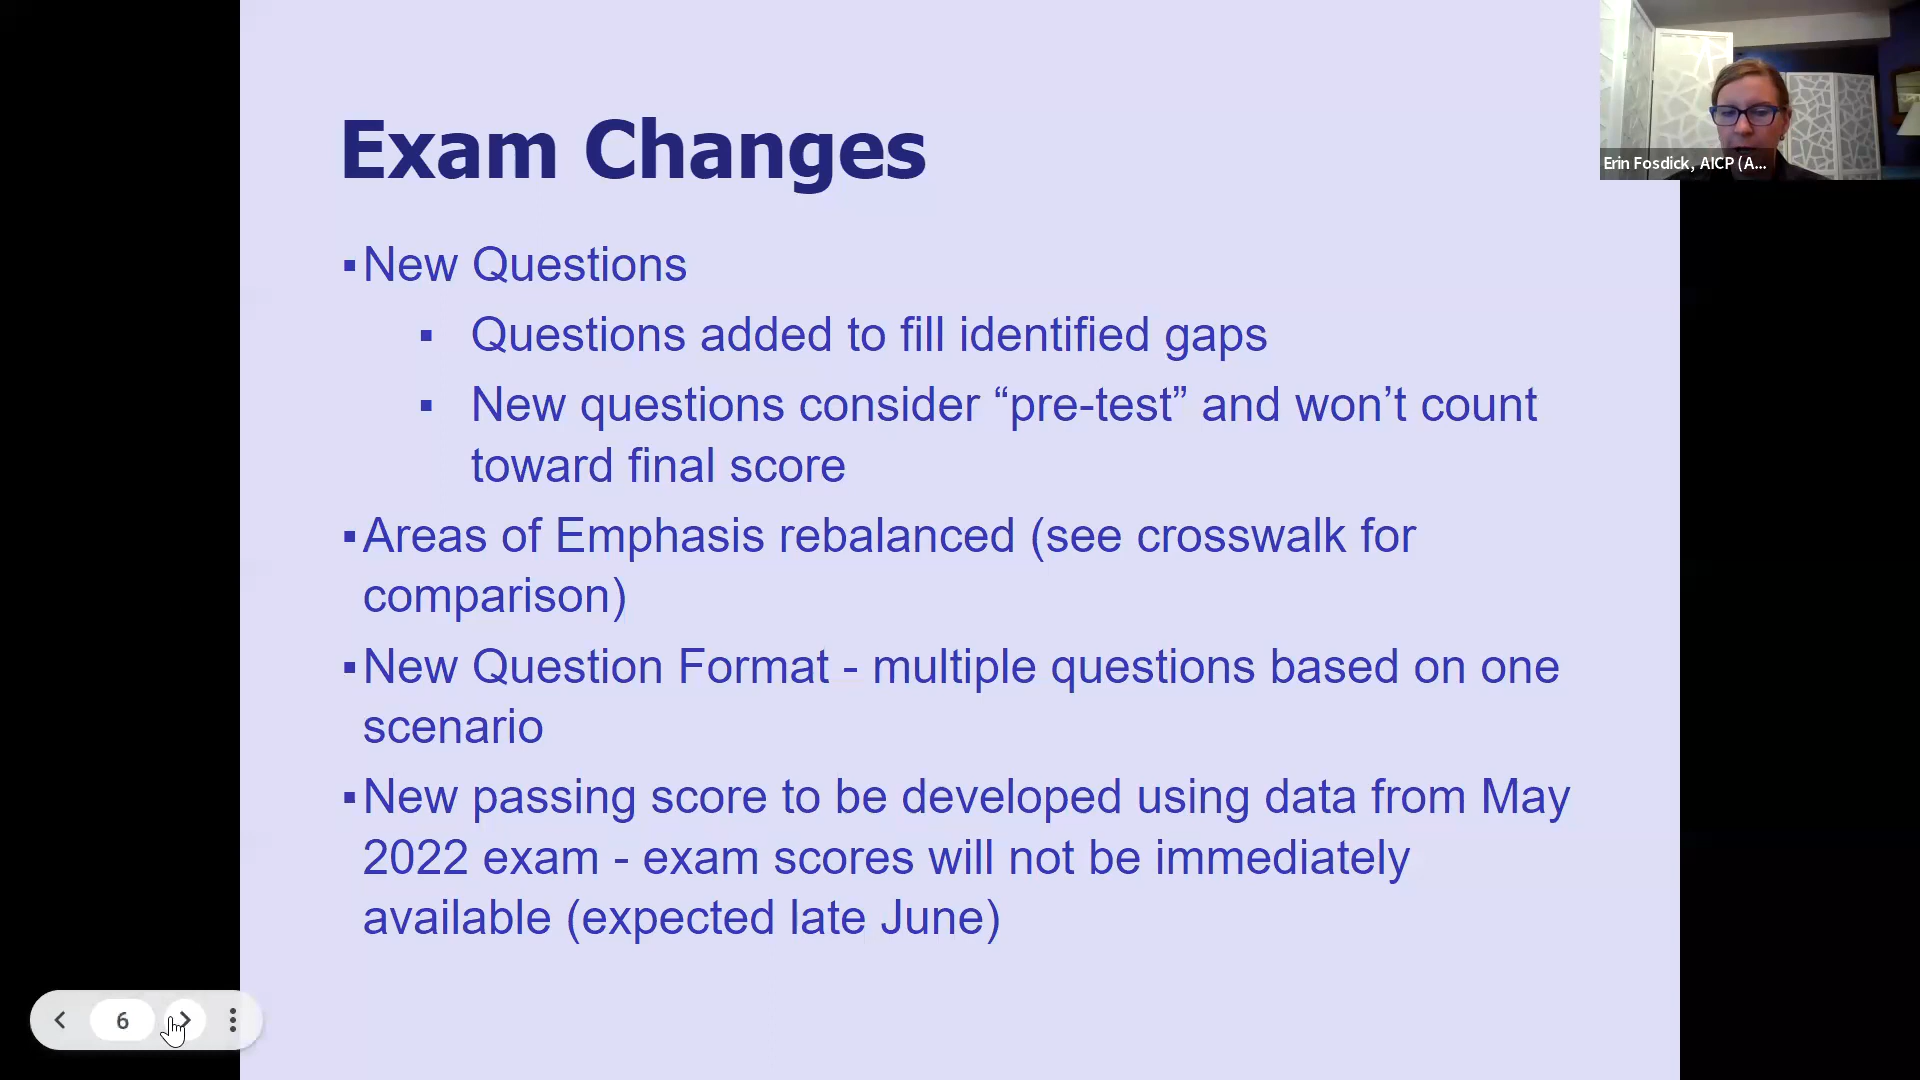 Exam Changes
▪New Questions
▪ Questions added to fill identified gaps
▪ New questions consider “pre-test” and won’t count
toward final score
▪Areas of Emphasis rebalanced (see crosswalk for
comparison)
▪New Question Format - multiple questions based on one
scenario
▪New passing score to be developed using data from May
2022 exam - exam scores will not be immediately
available (expected late June)
Erin Fosdick, AICP (A...
6